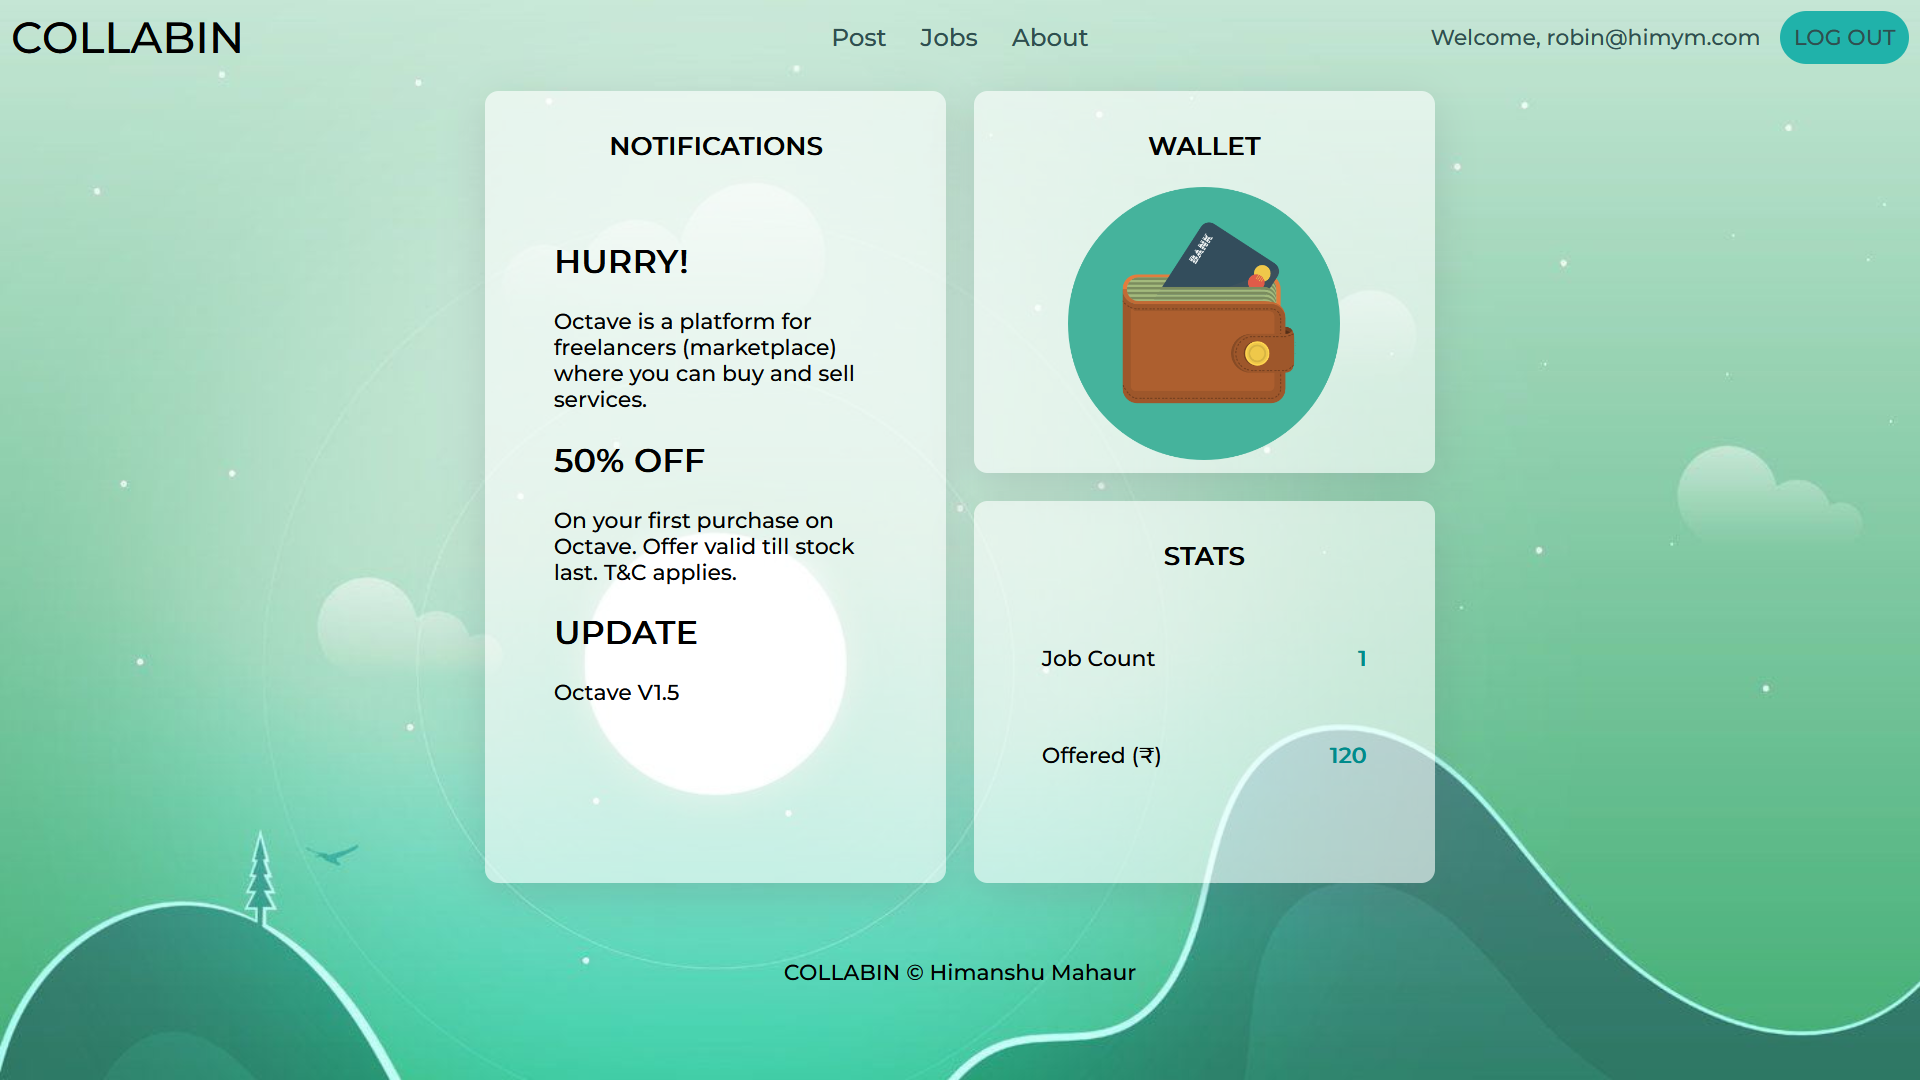 COLLABIN
Post Jobs About
Welcome, robin@himym.com LOG OUT
NOTIFICATIONS
HURRY!
Octave is a platform for
freelancers (marketplace)
where you can buy and sell
services.
50% OFF
On your first purchase on
Octave. Offer valid till stock
last. T&C applies.
UPDATE
Octave V1.5
WALLET
BANK
STATS
Job Count 1
Offered (₹) 120
COLLABIN © Himanshu Mahaur